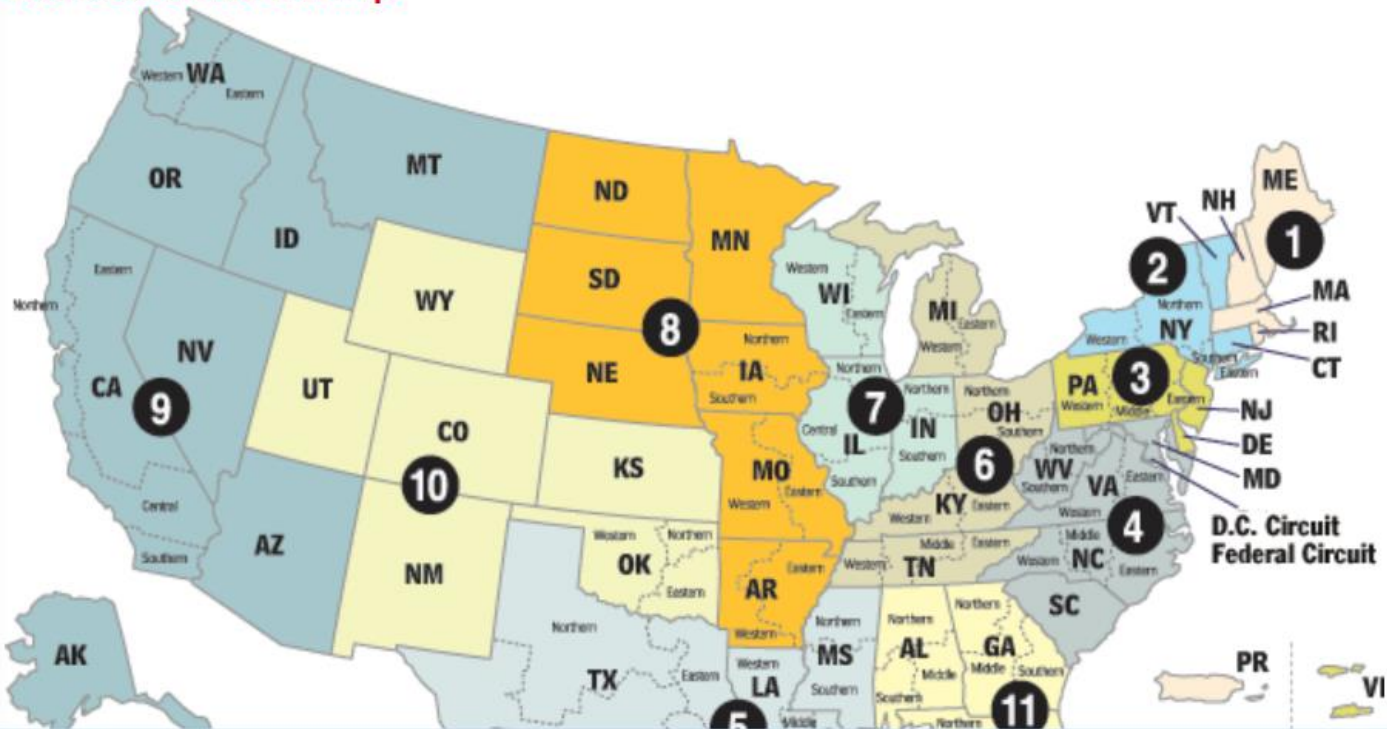 WA
Western
Eastern
OR
MT
ID
ND
MN
SD
WY
8
NE
Northern
IA
Southern
Northern
Eastern
CA
NV
9
UT
CO
10
KS
MO
Western
Eastern
Central
Southern
AZ
NM
Western
Northern
OK
Eastern
AR
Eastern
Western
AK
Northern
TX
Eastern
Western
LA
Middle
5
Western
WI
Eastern
MI
Eastern
Western
Northern
7
Central
IL
Southern
Northern
IN
Southern
Northern
OH
Southern
6
KY
Western
Eastern
Western
Middle
TN
Eastern
Northern
MS
Southern
Northern
AL
Middle
Southern
Northern
GA
Middle
Southern
11
Northern
ME
NH
VT
1
2
MA
Northern
NY
Western
RI
Southern
Eastern
CT
PA
3
Western
Middle
Eastern
NJ
DE
MD
Northern
WV
Southern
VA
Eastern
Western
4
D.C. Circuit
Federal Circuit
Middle
Western
NC
Eastern
SC
PR
VI